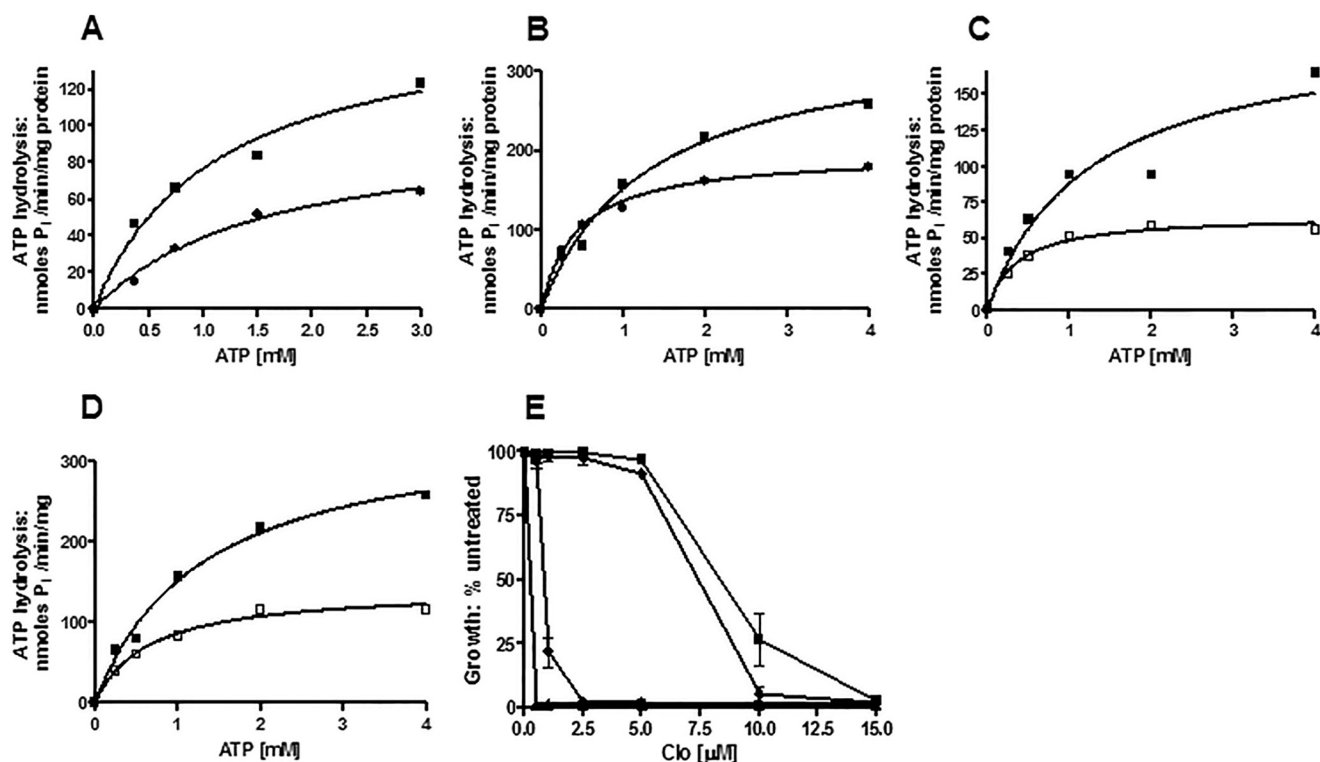 A
ATP hydrolysis:
nmoles PI /min/mg protein
120
100
80
60
40
20
0
0.0 0.5 1.0 1.5 2.0 2.5 3.0
ATP [mM]
B
ATP hydrolysis:
nmoles PI /min/mg protein
300
200
100
0
0 1 2 3 4
ATP [mM]
C
ATP hydrolysis:
nmoles PI /min/mg protein
150
125
100
75
50
25
0
0 1 2 3 4
ATP [mM]
D
ATP hydrolysis:
nmoles PI /min/mg
300
200
100
0
0 1 2 3 4
ATP [mM]
E
Growth: % untreated
100
75
50
25
0
0.0 2.5 5.0 7.5 10.0 12.5 15.0
Clo [µM]